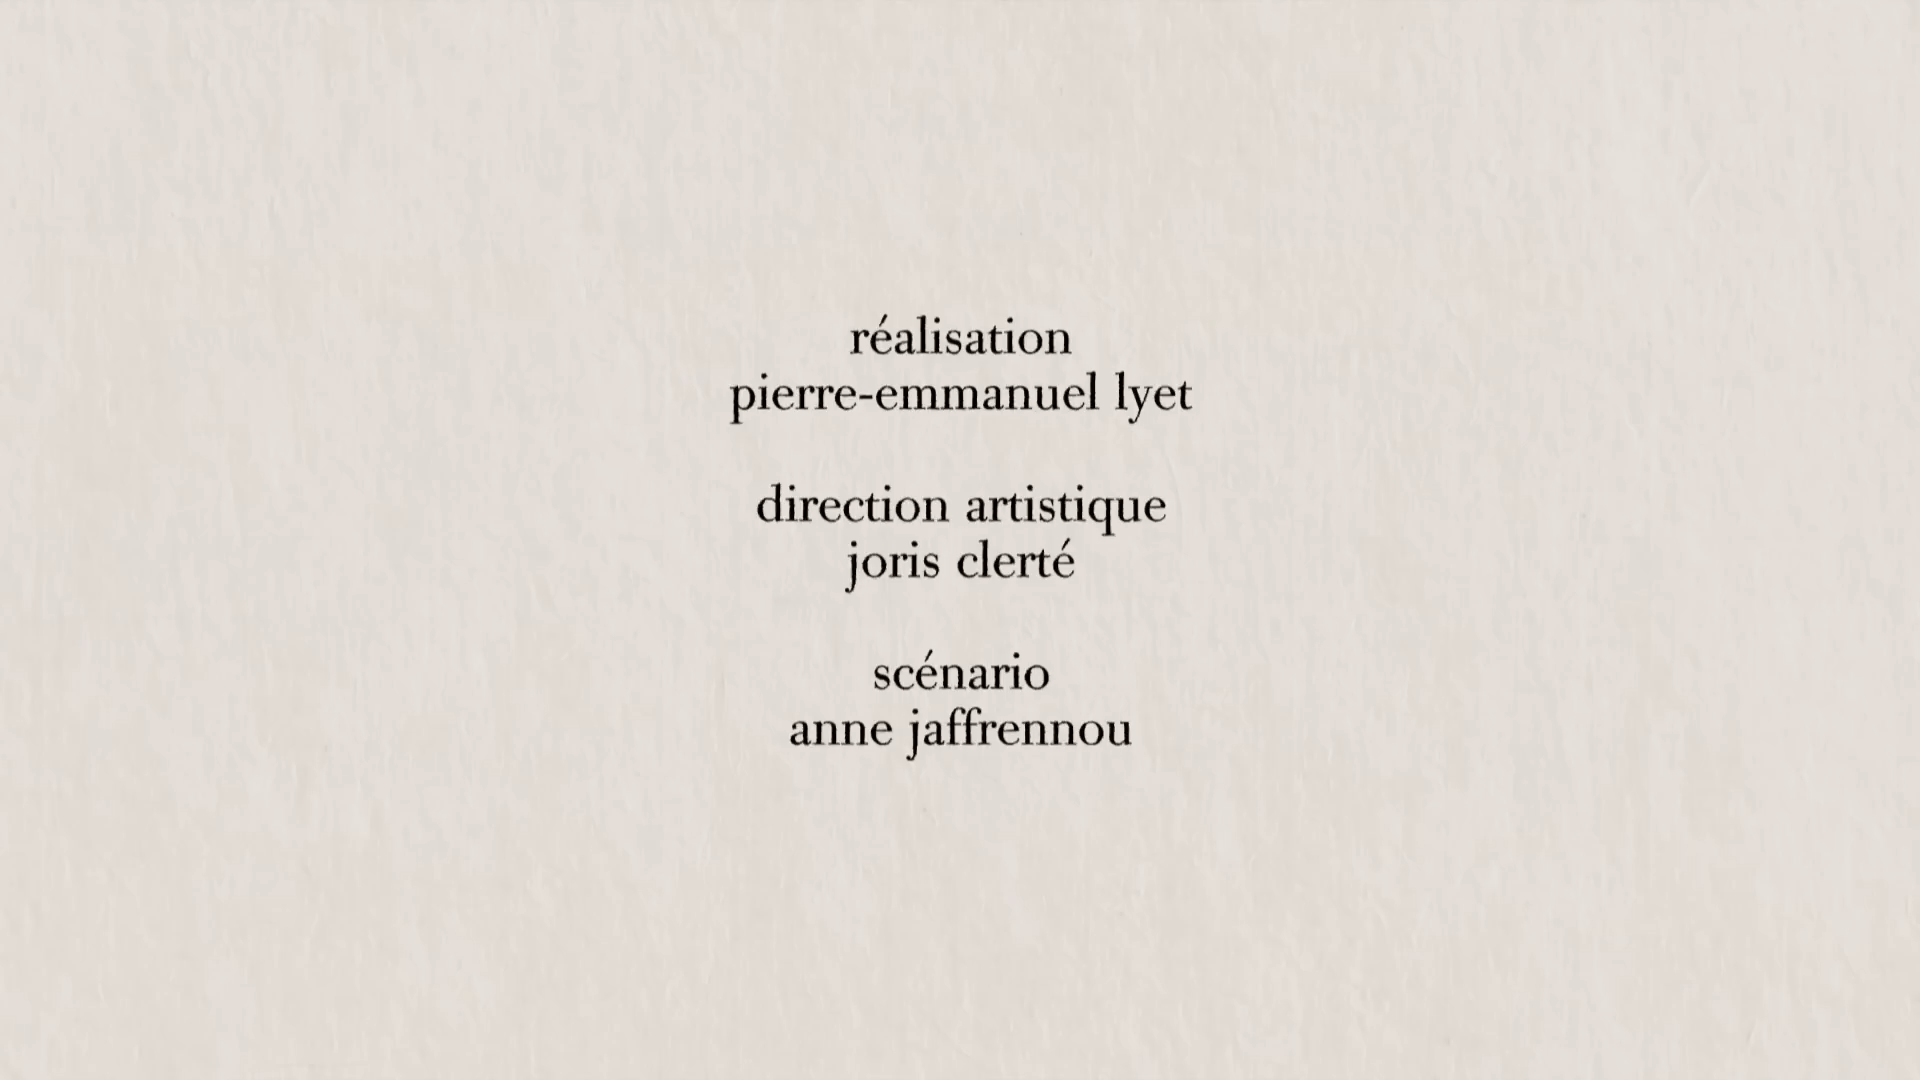 réalisation
pierre-emmanuel lyet
direction artistique
joris clerté
scénario
anne jaffrennou